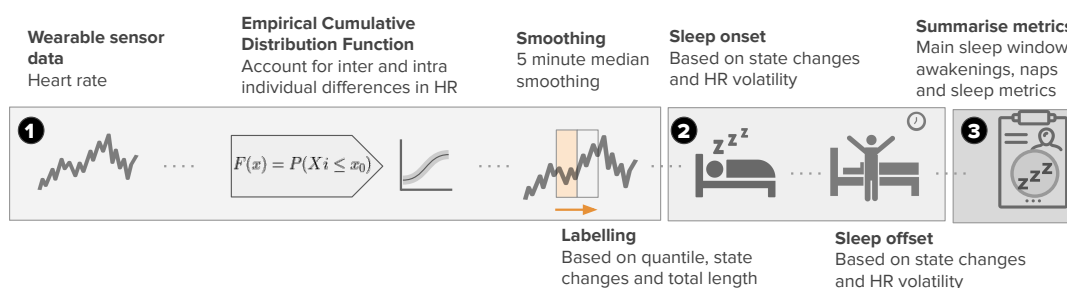 Wearable sensor
data
Heart rate
Empirical Cumulative
Distribution Function
Account for inter and intra
individual differences in HR
Smoothing
5 minute median
smoothing
Sleep onset
Based on state changes
and HR volatility
Summarise metrics
Main sleep window
awakenings, naps
and sleep metrics
1
F(x) = P(Xi ≤ x₀)
2
z z z
3
z z z
Labelling
Based on quantile, state
changes and total length
Sleep offset
Based on state changes
and HR volatility